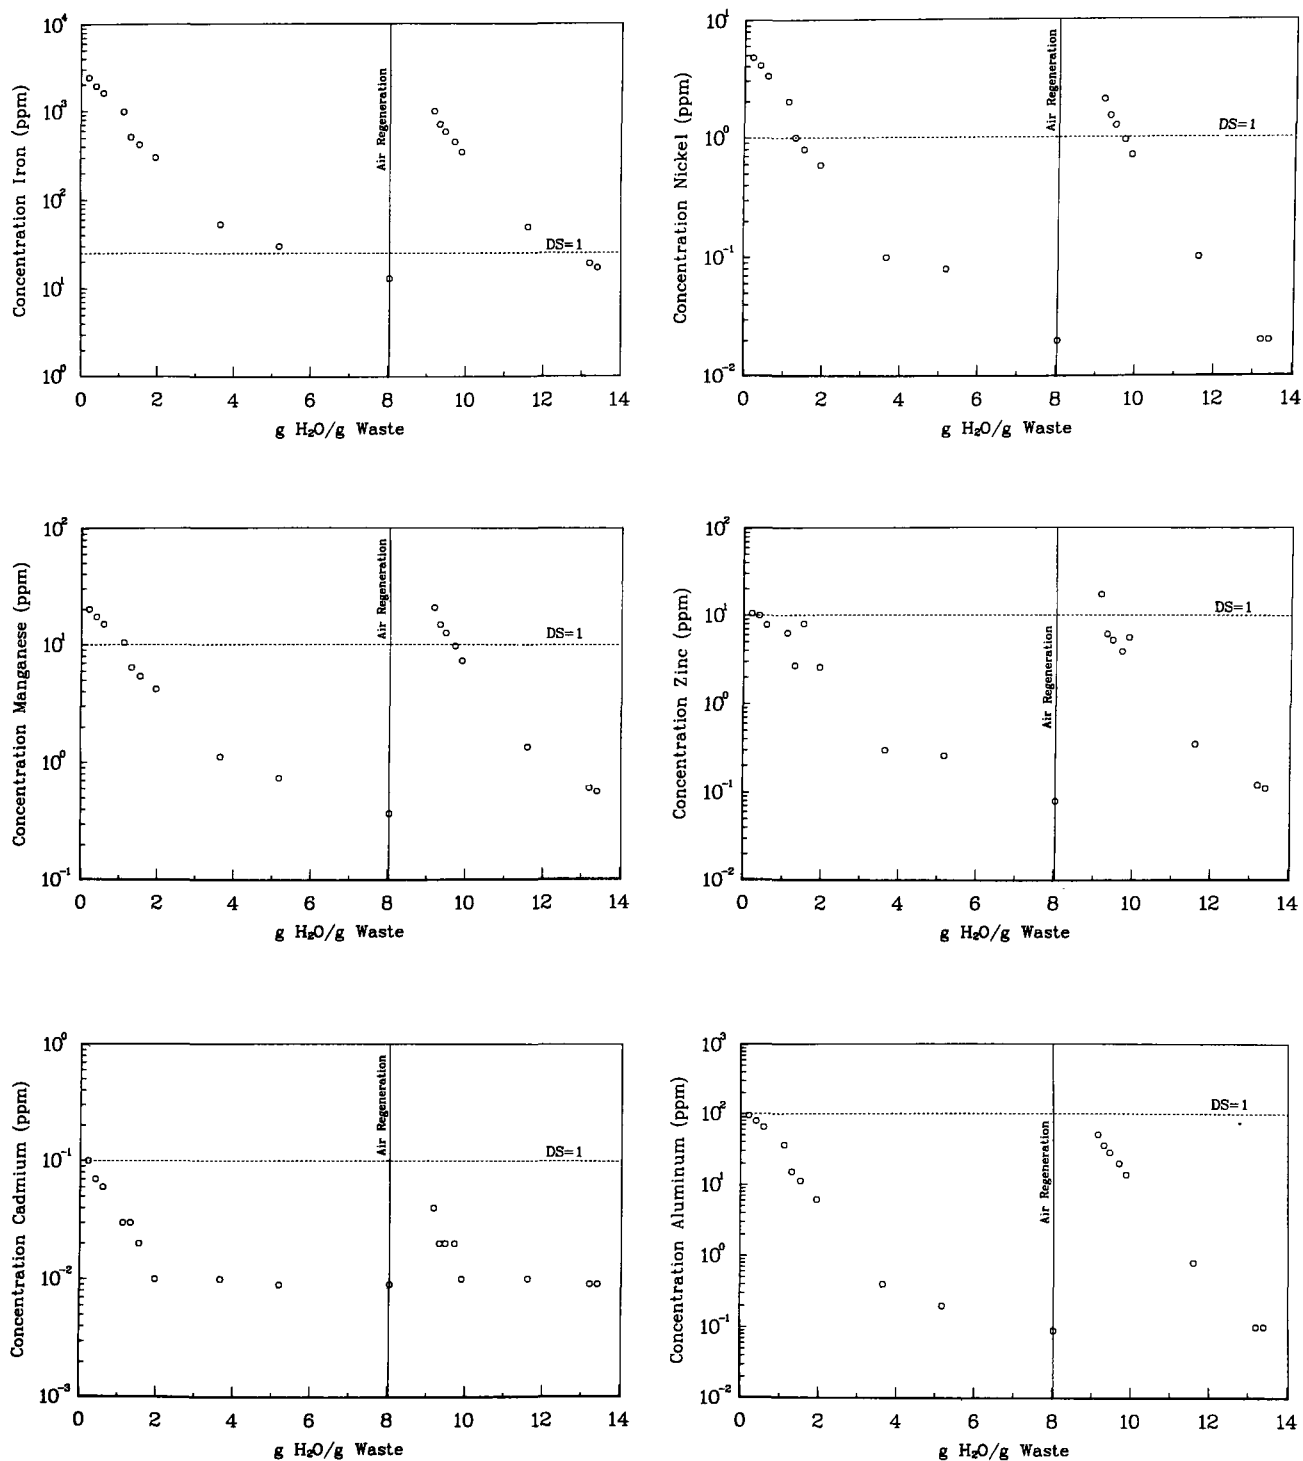 Concentration Iron (ppm)
10⁴
10³
10²
10¹
10⁰
Air Regeneration
DS=1
0 2 4 6 8 10 12 14
g H₂O/g Waste
Concentration Nickel (ppm)
10¹
10⁰
10⁻¹
10⁻²
Air Regeneration
DS=1
0 2 4 6 8 10 12 14
g H₂O/g Waste
Concentration Manganese (ppm)
10²
10¹
10⁰
10⁻¹
Air Regeneration
DS=1
0 2 4 6 8 10 12 14
g H₂O/g Waste
Concentration Zinc (ppm)
10²
10¹
10⁰
10⁻¹
10⁻²
Air Regeneration
DS=1
0 2 4 6 8 10 12 14
g H₂O/g Waste
Concentration Cadmium (ppm)
10⁰
10⁻¹
10⁻²
10⁻³
Air Regeneration
DS=1
0 2 4 6 8 10 12 14
g H₂O/g Waste
Concentration Aluminum (ppm)
10³
10²
10¹
10⁰
10⁻¹
10⁻²
Air Regeneration
DS=1
0 2 4 6 8 10 12 14
g H₂O/g Waste